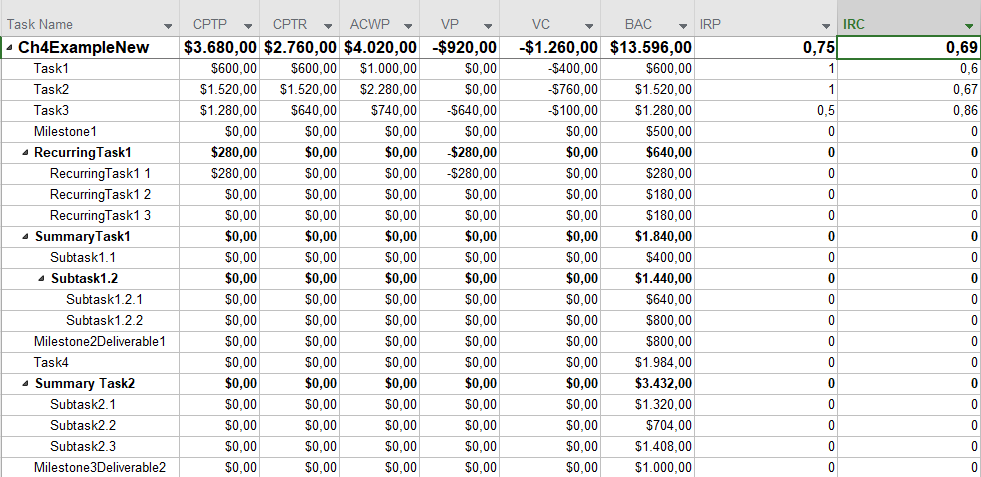 Task Name CPTP CPTR ACWP VP VC BAC IRP IRC
Ch4ExampleNew $3.680,00 $2.760,00 $4.020,00 -$920,00 -$1.260,00 $13.596,00 0,75 0,69
Task1 $600,00 $600,00 $1.000,00 $0,00 -$400,00 $600,00 1 0,6
Task2 $1.520,00 $1.520,00 $2.280,00 $0,00 -$760,00 $1.520,00 1 0,67
Task3 $1.280,00 $640,00 $740,00 -$640,00 -$100,00 $1.280,00 0,5 0,86
Milestone1 $0,00 $0,00 $0,00 $0,00 $0,00 $500,00 0 0
RecurringTask1 $280,00 $0,00 $0,00 -$280,00 $0,00 $640,00 0 0
RecurringTask1 1 $280,00 $0,00 $0,00 -$280,00 $0,00 $280,00 0 0
RecurringTask1 2 $0,00 $0,00 $0,00 $0,00 $0,00 $180,00 0 0
RecurringTask1 3 $0,00 $0,00 $0,00 $0,00 $0,00 $180,00 0 0
SummaryTask1 $0,00 $0,00 $0,00 $0,00 $0,00 $1.840,00 0 0
Subtask1.1 $0,00 $0,00 $0,00 $0,00 $0,00 $400,00 0 0
Subtask1.2 $0,00 $0,00 $0,00 $0,00 $0,00 $1.440,00 0 0
Subtask1.2.1 $0,00 $0,00 $0,00 $0,00 $0,00 $640,00 0 0
Subtask1.2.2 $0,00 $0,00 $0,00 $0,00 $0,00 $800,00 0 0
Milestone2Deliverable1 $0,00 $0,00 $0,00 $0,00 $0,00 $800,00 0 0
Task4 $0,00 $0,00 $0,00 $0,00 $0,00 $1.984,00 0 0
Summary Task2 $0,00 $0,00 $0,00 $0,00 $0,00 $3.432,00 0 0
Subtask2.1 $0,00 $0,00 $0,00 $0,00 $0,00 $1.320,00 0 0
Subtask2.2 $0,00 $0,00 $0,00 $0,00 $0,00 $704,00 0 0
Subtask2.3 $0,00 $0,00 $0,00 $0,00 $0,00 $1.408,00 0 0
Milestone3Deliverable2 $0,00 $0,00 $0,00 $0,00 $0,00 $1.000,00 0 0